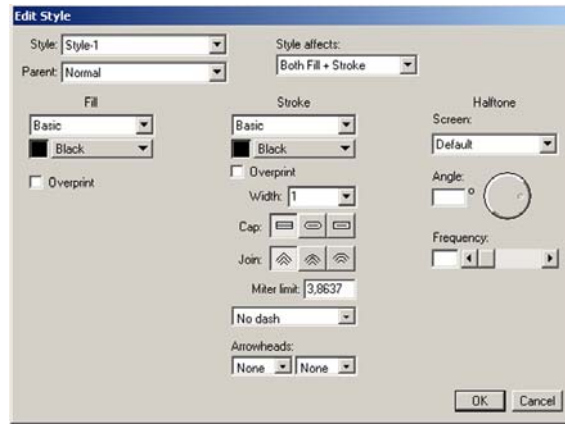 Edit Style
Style: Style-1
Style affects:
Parent: Normal
Both Fill + Stroke
Fill
Stroke
Halftone
Basic
Basic
Screen:
Black
Black
Default
Overprint
Overprint
Angle:
Width: 1
°
Cap:
Frequency:
Join:
Miter limit: 3,8637
No dash
Arrowheads:
None None
OK Cancel